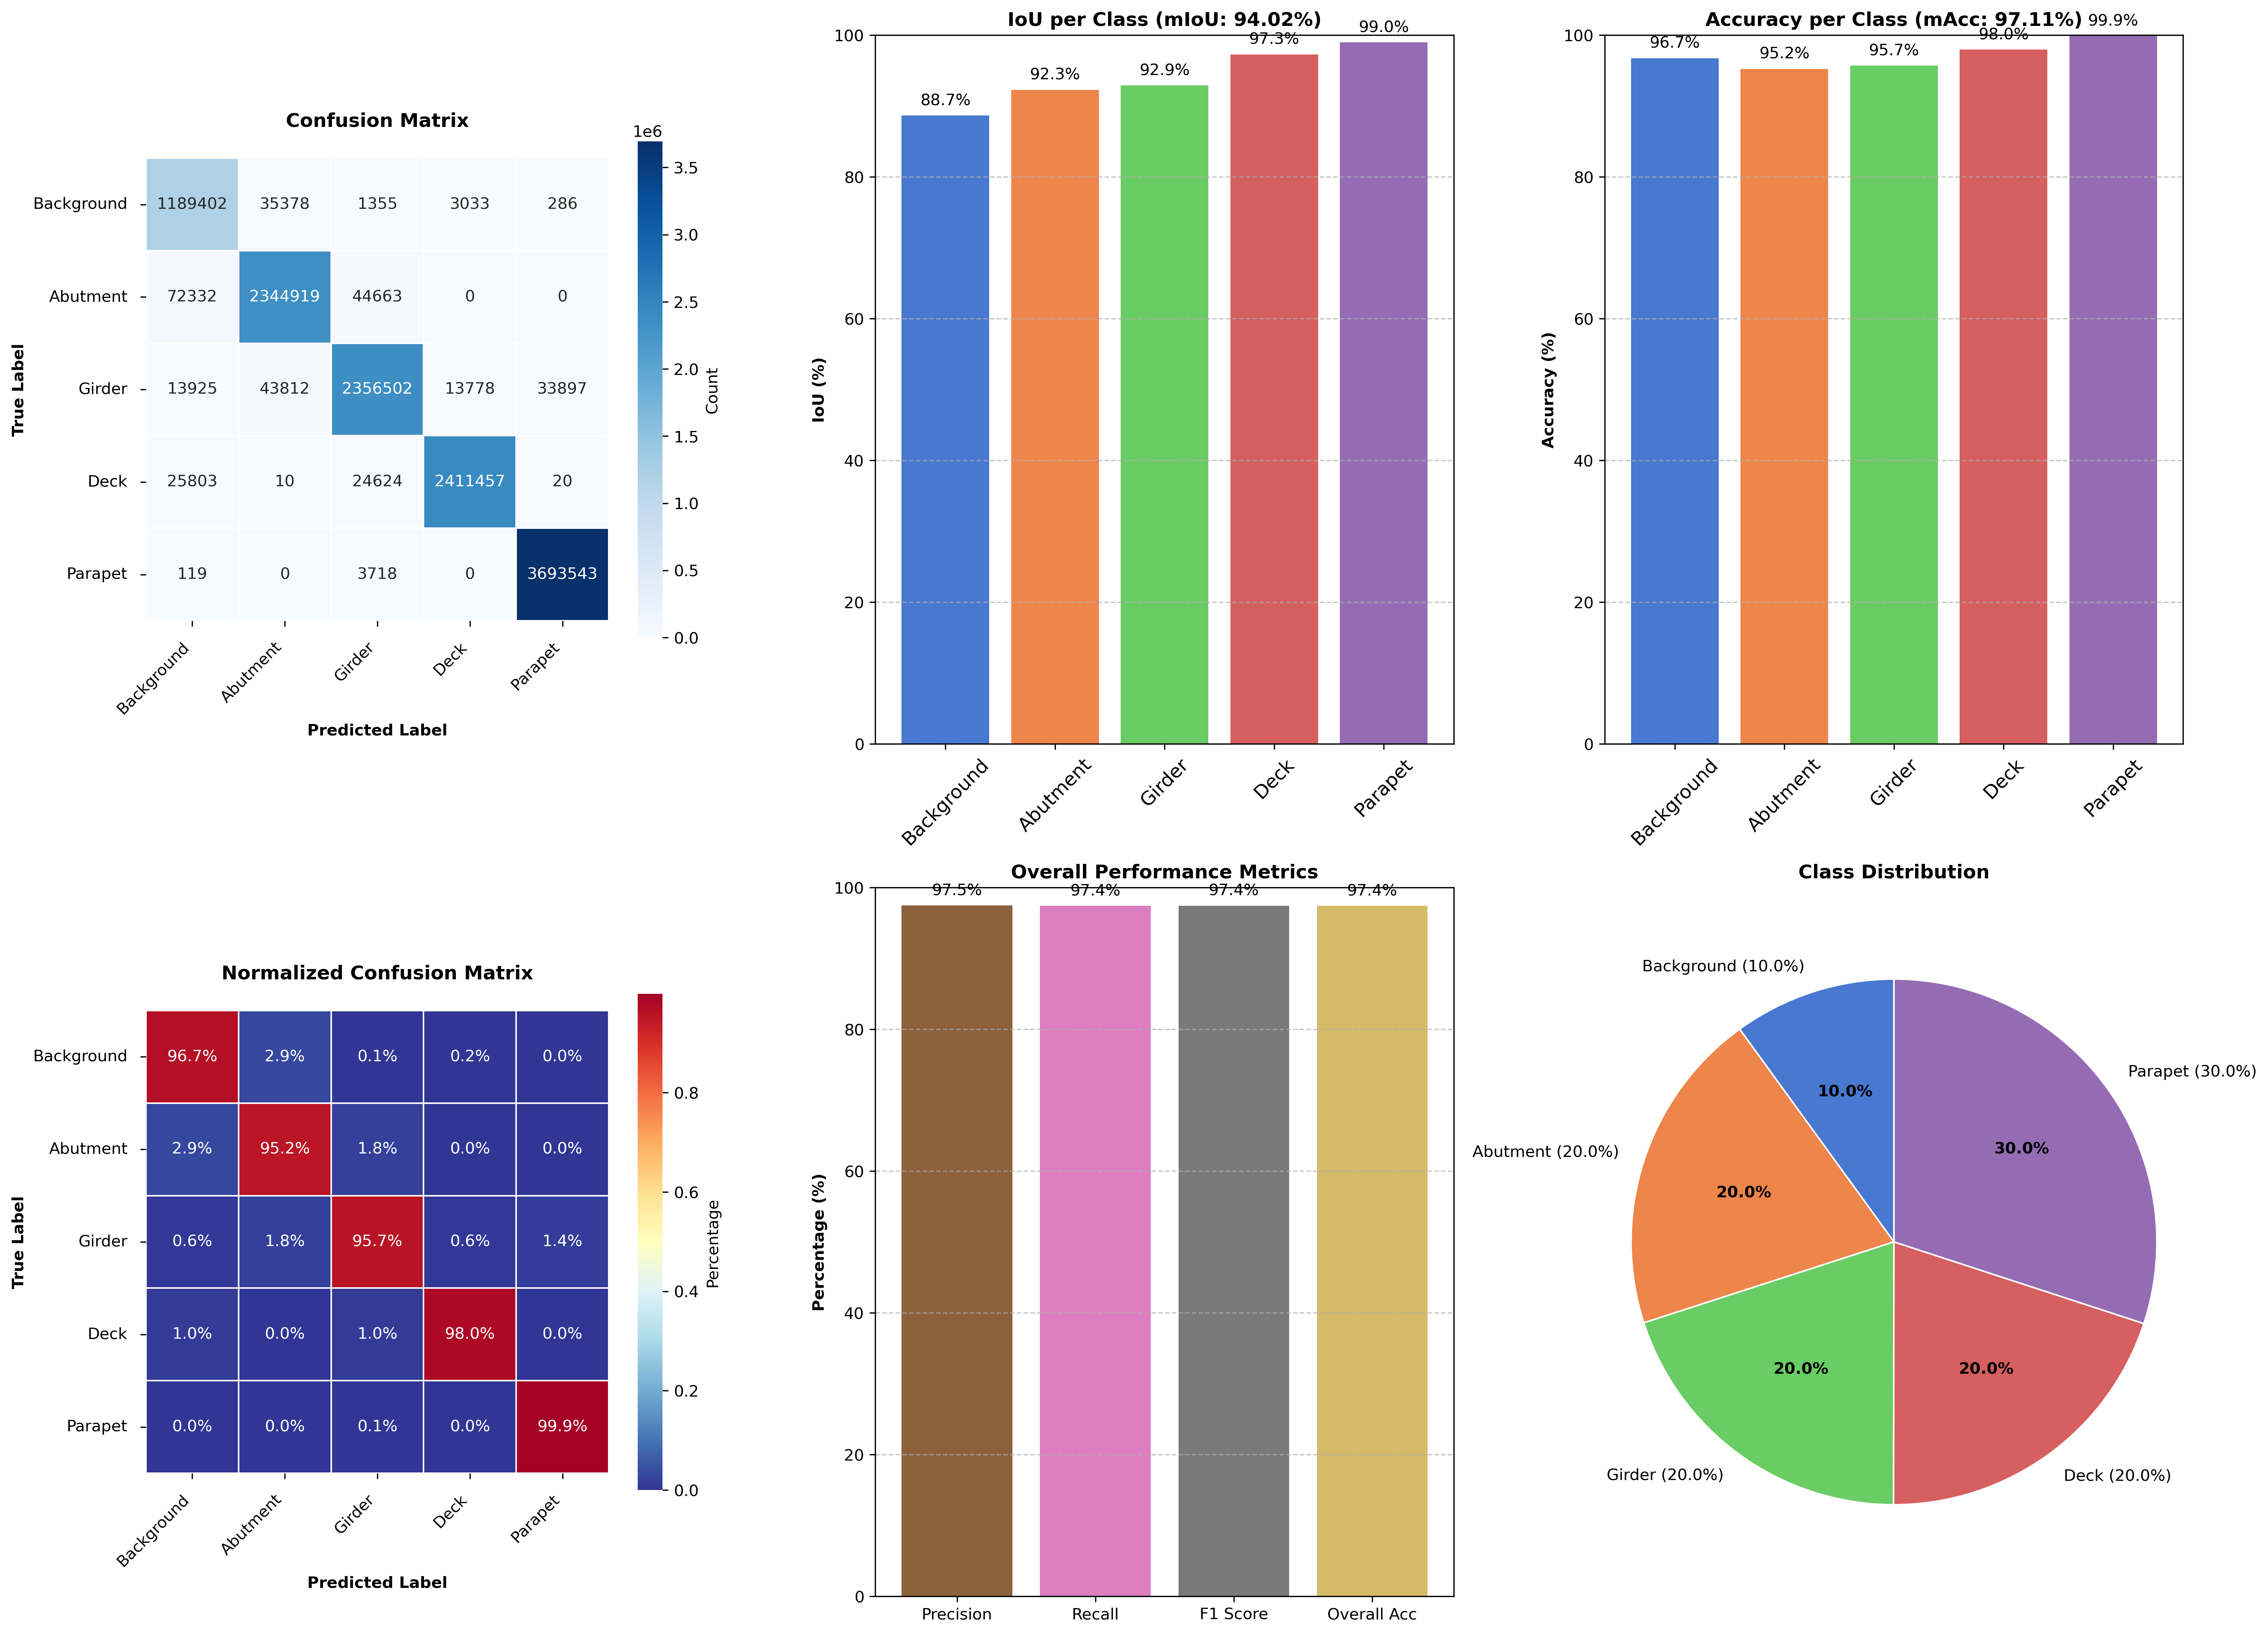 Confusion Matrix
1e6
Background 1189402 35378 1355 3033 286
Abutment 72332 2344919 44663 0 0
Girder 13925 43812 2356502 13778 33897
Deck 25803 10 24624 2411457 20
Parapet 119 0 3718 0 3693543
True Label
Background Abutment Girder Deck Parapet
Predicted Label
3.5
3.0
2.5
2.0
1.5
1.0
0.5
0.0
Count
IoU per Class (mIoU: 94.02%)
88.7% 92.3% 92.9% 97.3% 99.0%
100
80
60
40
20
0
IoU (%)
Background Abutment Girder Deck Parapet
Accuracy per Class (mAcc: 97.11%)
96.7% 95.2% 95.7% 98.0% 99.9%
100
80
60
40
20
0
Accuracy (%)
Background Abutment Girder Deck Parapet
Normalized Confusion Matrix
Background 96.7% 2.9% 0.1% 0.2% 0.0%
Abutment 2.9% 95.2% 1.8% 0.0% 0.0%
Girder 0.6% 1.8% 95.7% 0.6% 1.4%
Deck 1.0% 0.0% 1.0% 98.0% 0.0%
Parapet 0.0% 0.0% 0.1% 0.0% 99.9%
True Label
Background Abutment Girder Deck Parapet
Predicted Label
0.8
0.6
0.4
0.2
0.0
Percentage
Overall Performance Metrics
97.5% 97.4% 97.4% 97.4%
100
80
60
40
20
0
Percentage (%)
Precision Recall F1 Score Overall Acc
Class Distribution
Background (10.0%)
10.0%
Parapet (30.0%)
30.0%
Abutment (20.0%)
20.0%
Girder (20.0%)
20.0%
Deck (20.0%)
20.0%